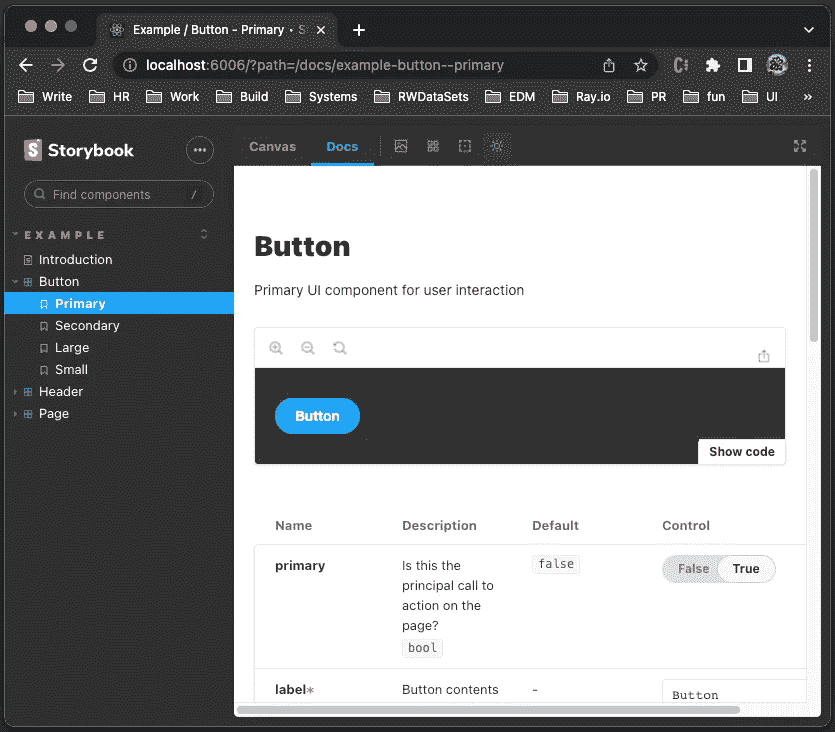 Example / Button - Primary • S
localhost:6006/?path=/docs/example-button--primary
Write HR Work Build Systems RWDataSets EDM Ray.io PR fun UI »
S Storybook
Canvas Docs
Find components /
EXAMPLE
Introduction
Button
Primary
Secondary
Large
Small
Header
Page
Button
Primary UI component for user interaction
Button
Show code
Name Description Default Control
primary Is this the false False True
principal call to
action on the
page?
bool
label* Button contents - Button